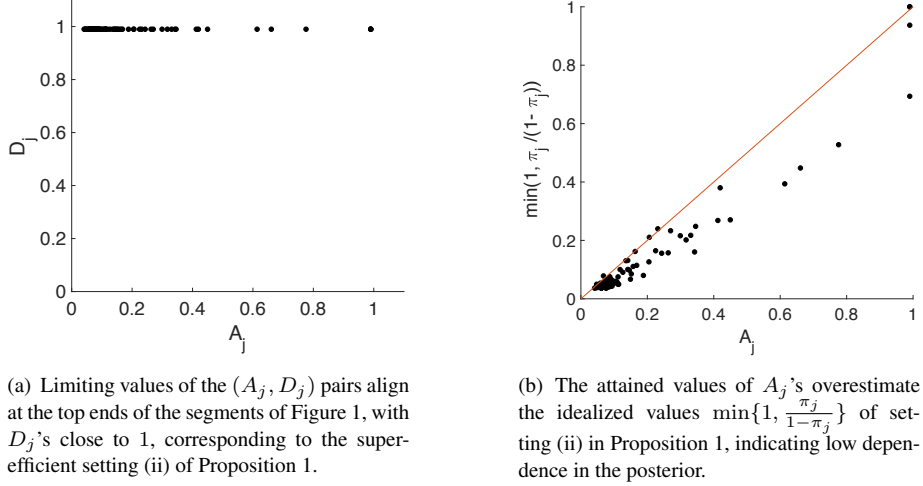 1
0.8
0.6
0.4
0.2
0
D_j
0
0.2
0.4
0.6
0.8
1
A_j
1
0.8
0.6
0.4
0.2
0
min(1, π_j /(1- π_j))
0
0.2
0.4
0.6
0.8
1
A_j
(a) Limiting values of the (A_j, D_j) pairs align
at the top ends of the segments of Figure 1, with
D_j's close to 1, corresponding to the super-
efficient setting (ii) of Proposition 1.
(b) The attained values of A_j's overestimate
the idealized values min{1, π_j/(1−π_j)} of set-
ting (ii) in Proposition 1, indicating low depen-
dence in the posterior.